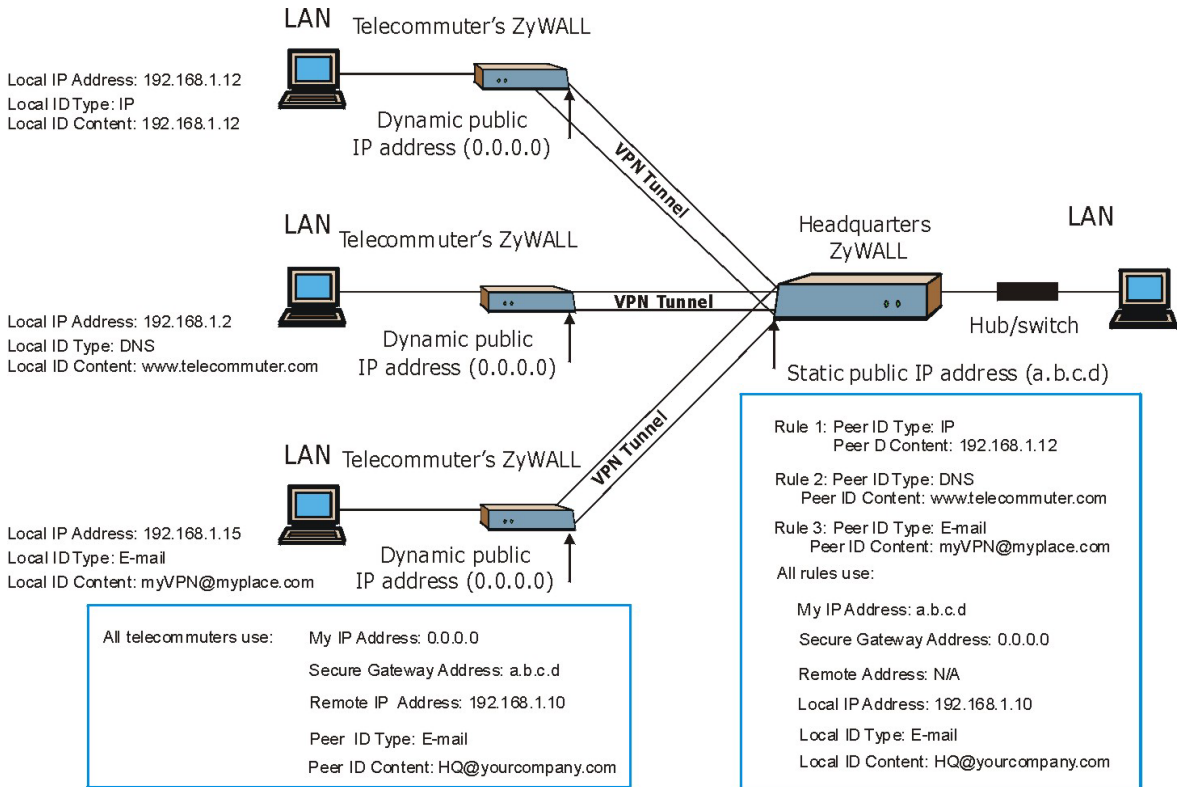 LAN
Telecommuter's ZyWALL
Local IP Address: 192.168.1.12
Local ID Type: IP
Local ID Content: 192.168.1.12
Dynamic public
IP address (0.0.0.0)
VPN Tunnel
LAN
Telecommuter's ZyWALL
Local IP Address: 192.168.1.2
Local ID Type: DNS
Local ID Content: www.telecommuter.com
Dynamic public
IP address (0.0.0.0)
VPN Tunnel
Headquarters
ZyWALL
LAN
Hub/switch
Static public IP address (a.b.c.d)
LAN
Telecommuter's ZyWALL
Local IP Address: 192.168.1.15
Local ID Type: E-mail
Local ID Content: myVPN@myplace.com
Dynamic public
IP address (0.0.0.0)
VPN Tunnel
All telecommuters use:
My IP Address: 0.0.0.0
Secure Gateway Address: a.b.c.d
Remote IP Address: 192.168.1.10
Peer ID Type: E-mail
Peer ID Content: HQ@yourcompany.com
Rule 1: Peer ID Type: IP
Peer D Content: 192.168.1.12
Rule 2: Peer ID Type: DNS
Peer ID Content: www.telecommuter.com
Rule 3: Peer ID Type: E-mail
Peer ID Content: myVPN@myplace.com
All rules use:
My IP Address: a.b.c.d
Secure Gateway Address: 0.0.0.0
Remote Address: N/A
Local IP Address: 192.168.1.10
Local ID Type: E-mail
Local ID Content: HQ@yourcompany.com